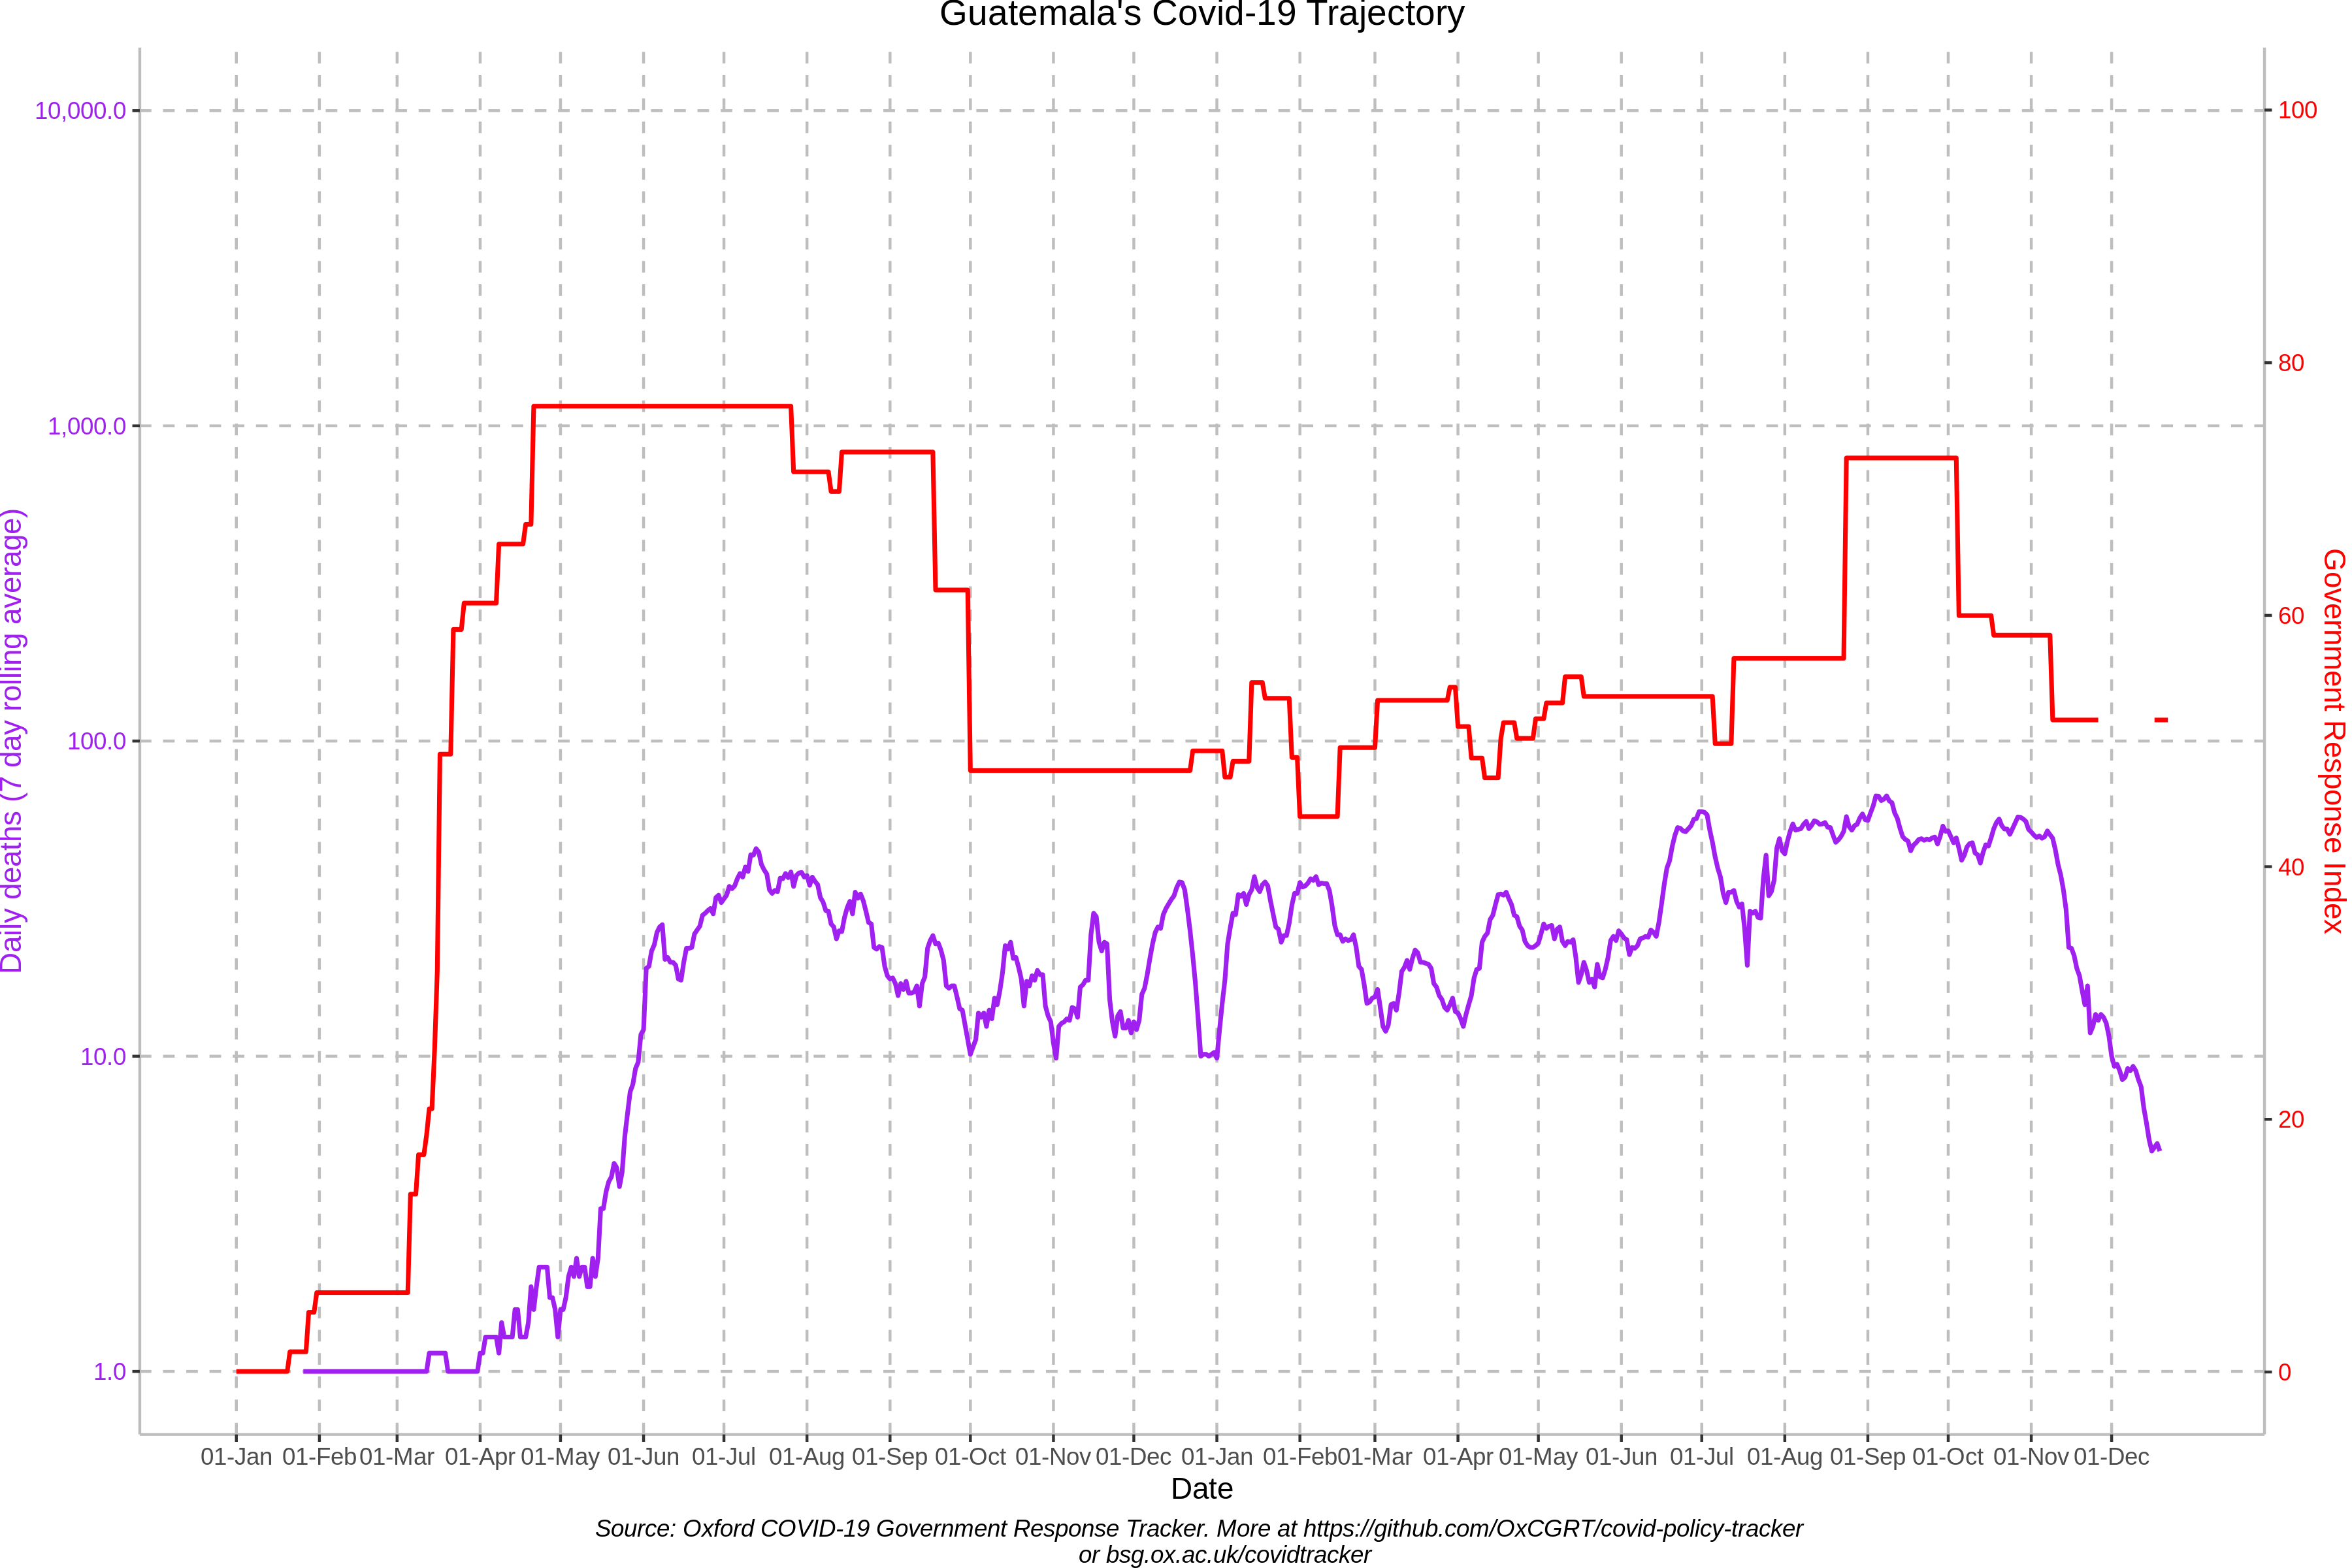 Guatemala's Covid-19 Trajectory
10,000.0
1,000.0
100.0
10.0
1.0
Daily deaths (7 day rolling average)
100
80
60
40
20
0
Government Response Index
01-Jan 01-Feb 01-Mar 01-Apr 01-May 01-Jun 01-Jul 01-Aug 01-Sep 01-Oct 01-Nov 01-Dec 01-Jan 01-Feb 01-Mar 01-Apr 01-May 01-Jun 01-Jul 01-Aug 01-Sep 01-Oct 01-Nov 01-Dec
Date
Source: Oxford COVID-19 Government Response Tracker. More at https://github.com/OxCGRT/covid-policy-tracker
or bsg.ox.ac.uk/covidtracker